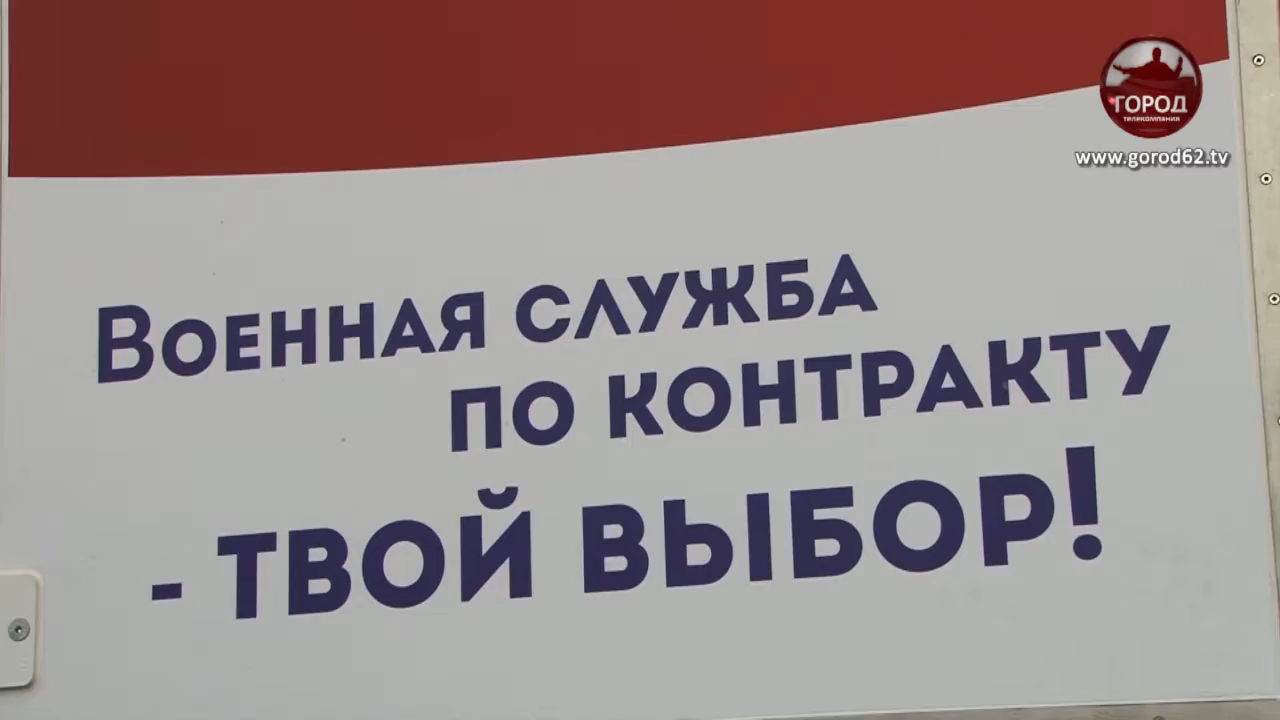 ГОРОД
телекомпания
www.gorod62.tv
Военная служба
по контракту
- твой выбор!